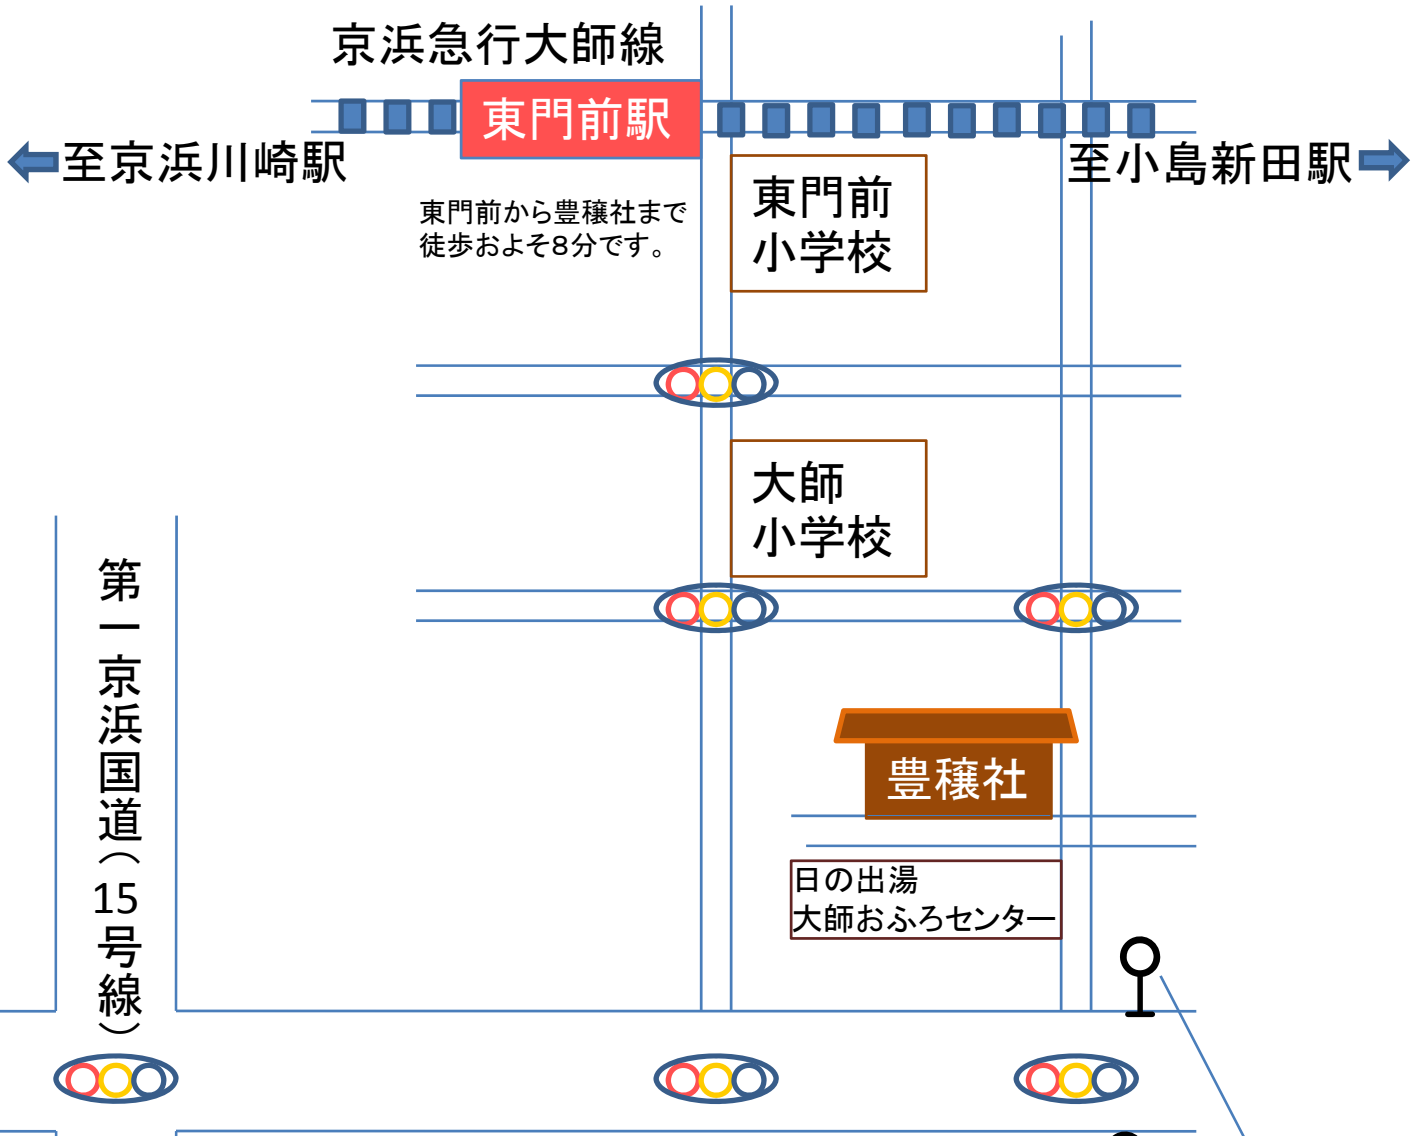 京浜急行大師線
東門前駅
至京浜川崎駅
至小島新田駅
東門前から豊穣社まで
徒歩およそ8分です。
東門前
小学校
大師
小学校
第一京浜国道（15号線）
豊穣社
日の出湯
大師おふろセンター